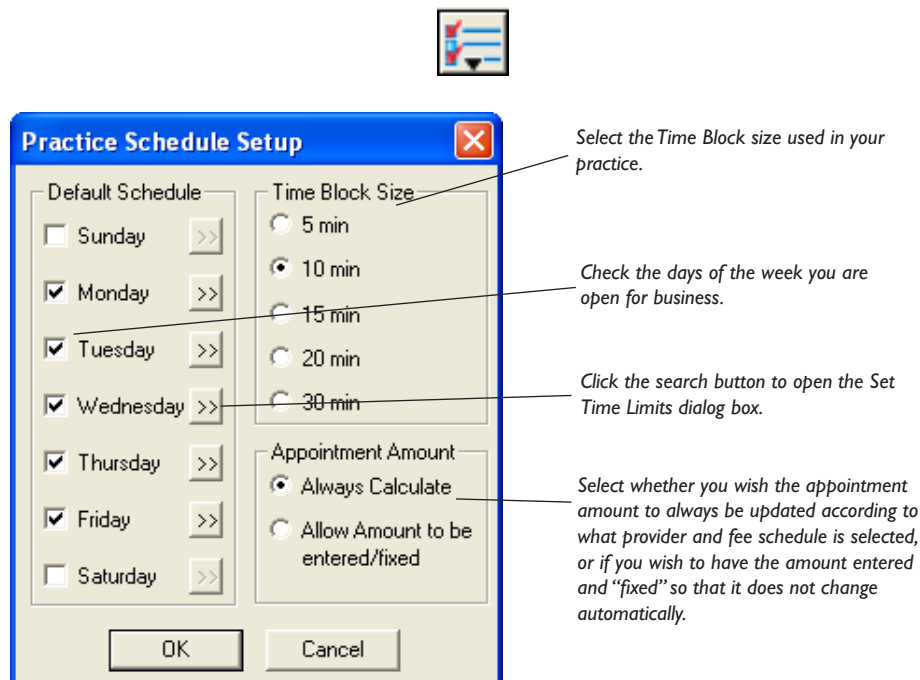 Practice Schedule Setup
Default Schedule
Sunday >>
Monday >>
Tuesday >>
Wednesday >>
Thursday >>
Friday >>
Saturday >>
Time Block Size
5 min
10 min
15 min
20 min
30 min
Appointment Amount
Always Calculate
Allow Amount to be
entered/fixed
OK
Cancel
Select the Time Block size used in your
practice.
Check the days of the week you are
open for business.
Click the search button to open the Set
Time Limits dialog box.
Select whether you wish the appointment
amount to always be updated according to
what provider and fee schedule is selected,
or if you wish to have the amount entered
and “fixed” so that it does not change
automatically.